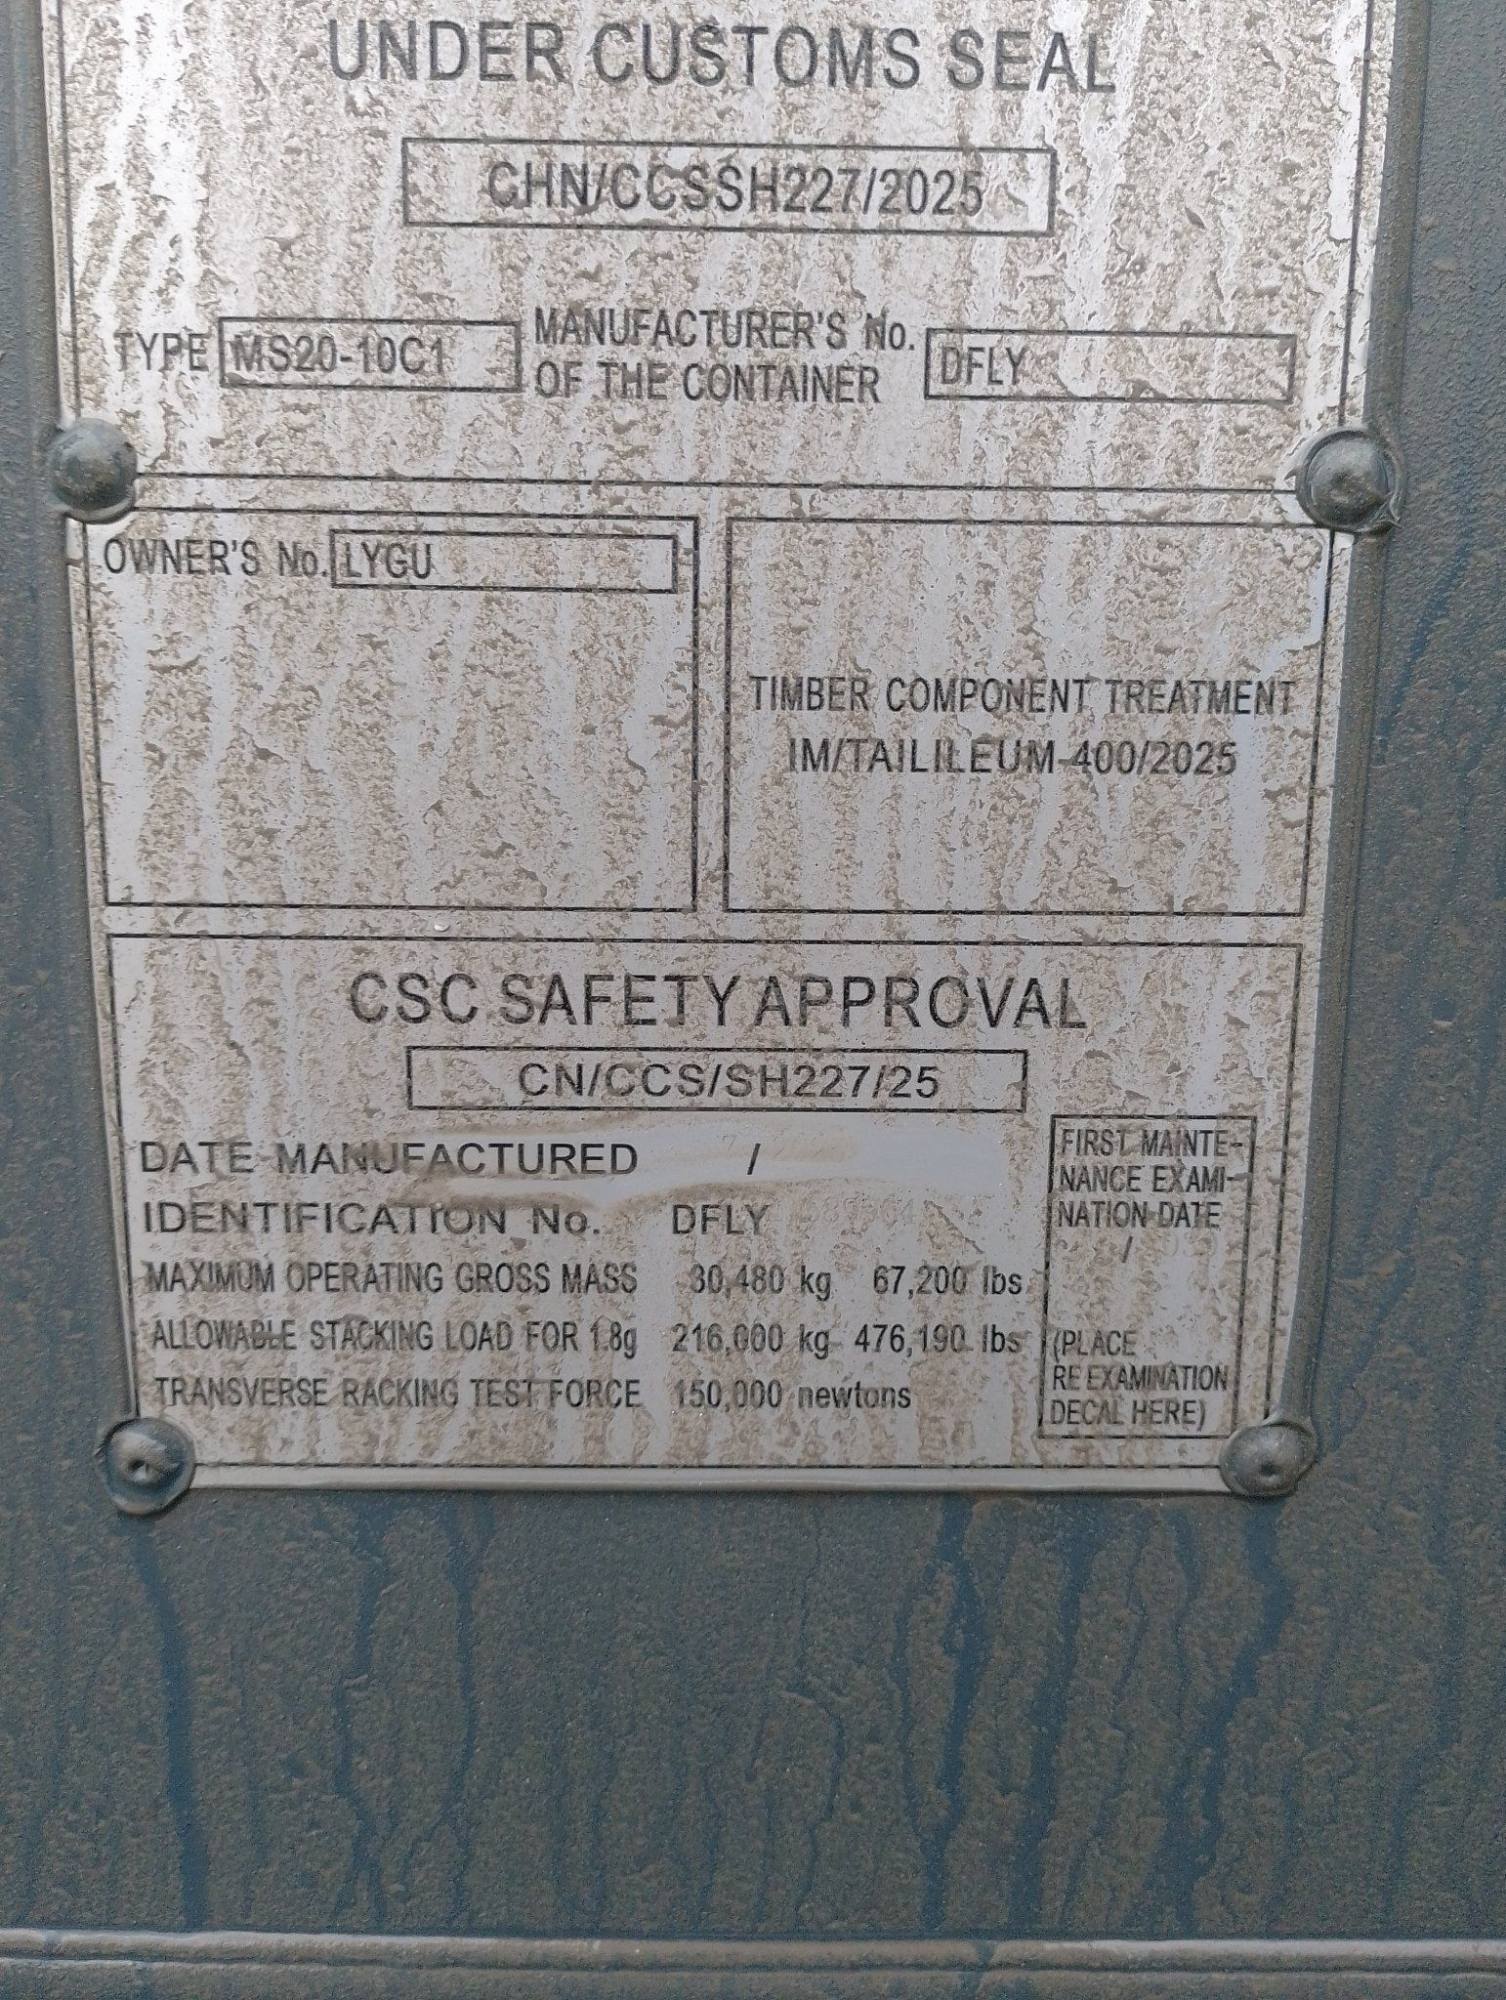 UNDER CUSTOMS SEAL
CHN/CCSSH227/2025
TYPE MS20-10C1
MANUFACTURER'S No.
OF THE CONTAINER
DFLY
OWNER'S No. LYGU
TIMBER COMPONENT TREATMENT
IM/TAILILEUM-400/2025
CSC SAFETY APPROVAL
CN/CCS/SH227/25
DATE MANUFACTURED /
IDENTIFICATION No. DFLY
MAXIMUM OPERATING GROSS MASS 30,480 kg 67,200 lbs
ALLOWABLE STACKING LOAD FOR 1.8g 216,000 kg 476,190 lbs
TRANSVERSE RACKING TEST FORCE 150,000 newtons
FIRST MAINTE-
NANCE EXAMI-
NATION DATE
/
(PLACE
RE EXAMINATION
DECAL HERE)